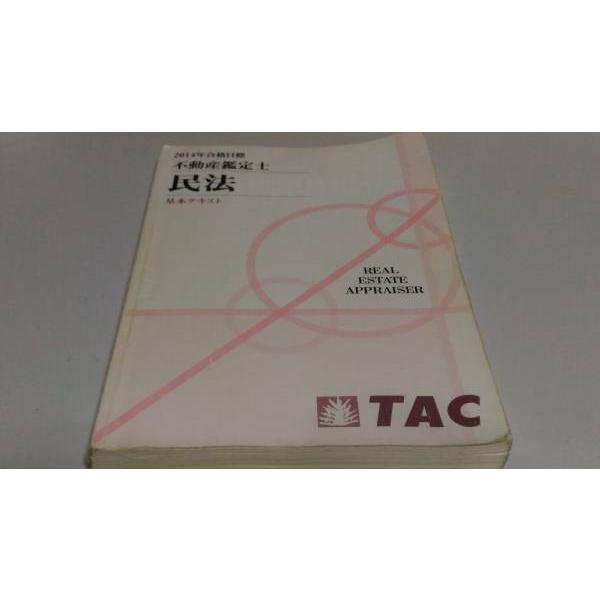 2014年合格目標
不動産鑑定士
民法
基本テキスト
REAL
ESTATE
APPRAISER
TAC